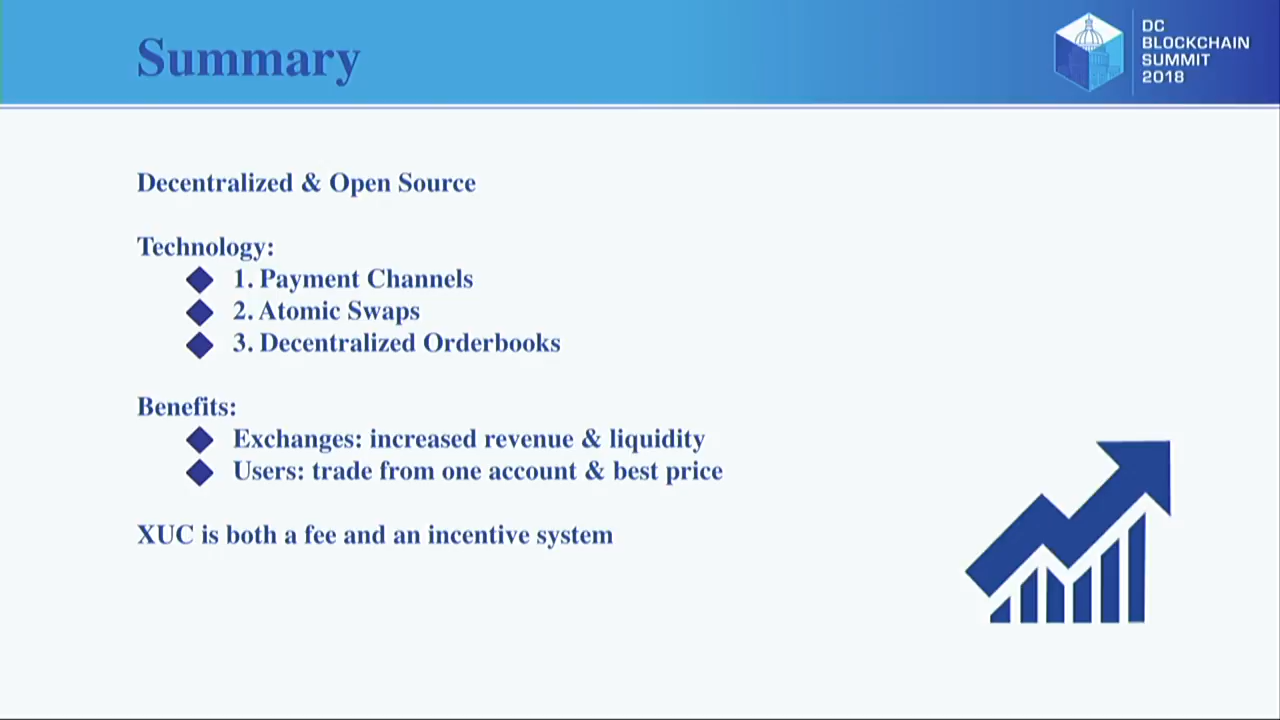 Summary
DC
BLOCKCHAIN
SUMMIT
2018
Decentralized & Open Source
Technology:
1. Payment Channels
2. Atomic Swaps
3. Decentralized Orderbooks
Benefits:
Exchanges: increased revenue & liquidity
Users: trade from one account & best price
XUC is both a fee and an incentive system